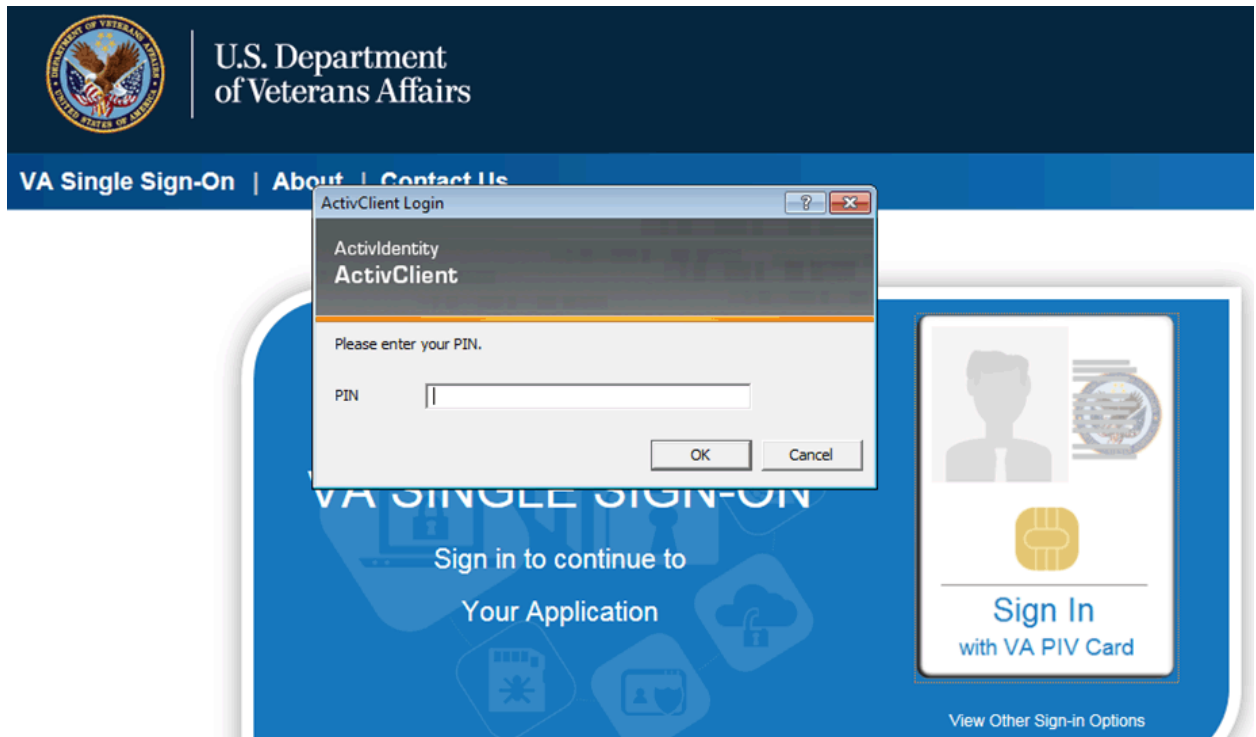 U.S. Department
of Veterans Affairs
VA Single Sign-On | About | Contact Us
ActivClient Login
ActivIdentity
ActivClient
Please enter your PIN.
PIN
OK Cancel
VA SINGLE SIGN-ON
Sign in to continue to
Your Application
Sign In
with VA PIV Card
View Other Sign-in Options